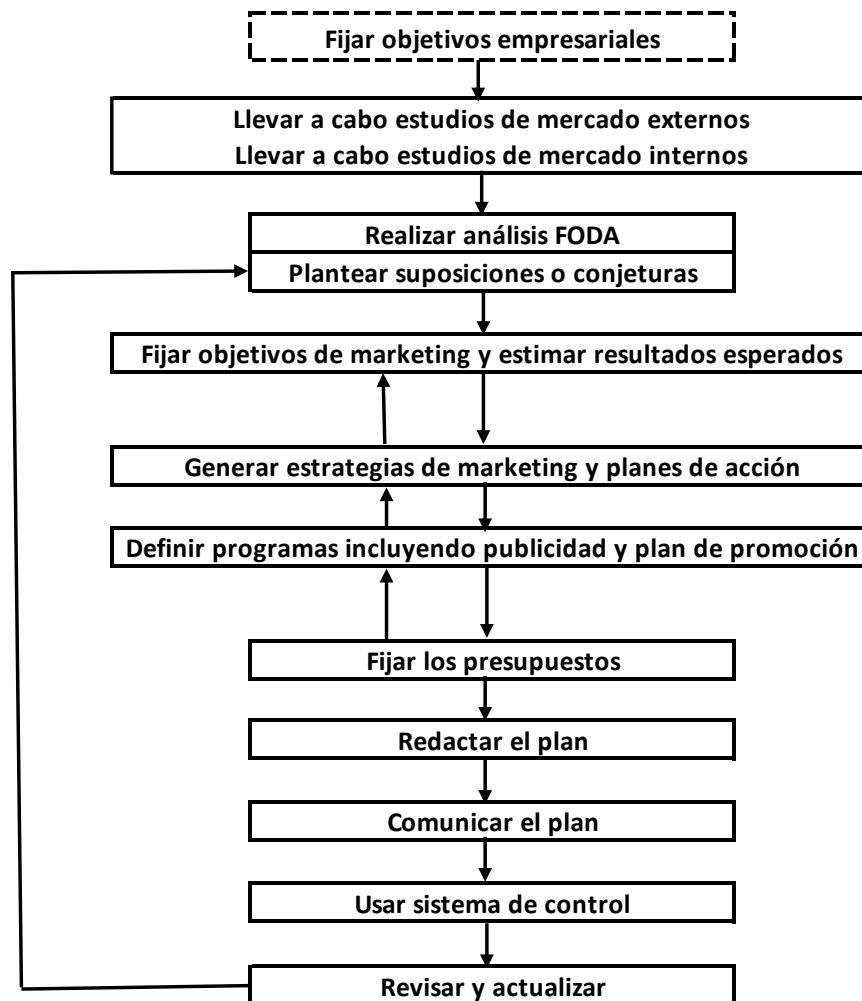 Fijar objetivos empresariales
Llevar a cabo estudios de mercado externos
Llevar a cabo estudios de mercado internos
Realizar análisis FODA
Plantear suposiciones o conjeturas
Fijar objetivos de marketing y estimar resultados esperados
Generar estrategias de marketing y planes de acción
Definir programas incluyendo publicidad y plan de promoción
Fijar los presupuestos
Redactar el plan
Comunicar el plan
Usar sistema de control
Revisar y actualizar